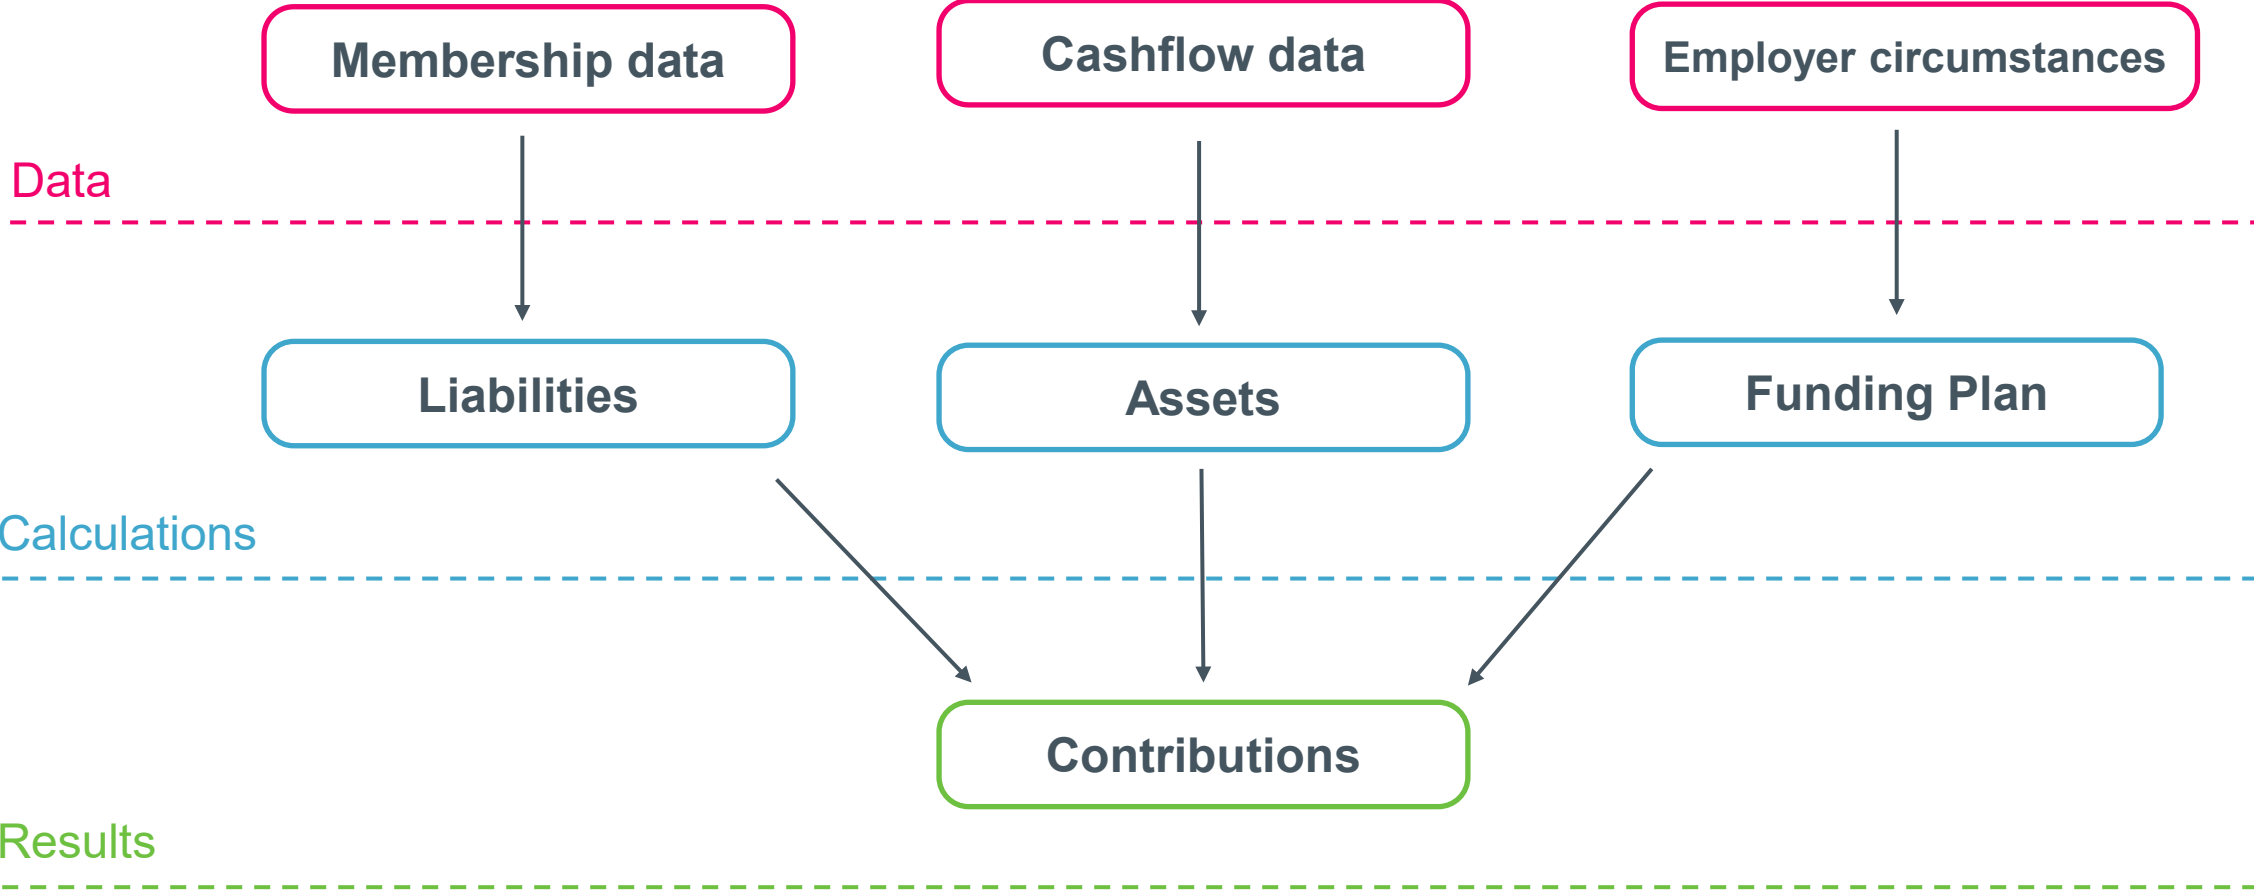 Membership data
Cashflow data
Employer circumstances
Data
Liabilities
Assets
Funding Plan
Calculations
Contributions
Results